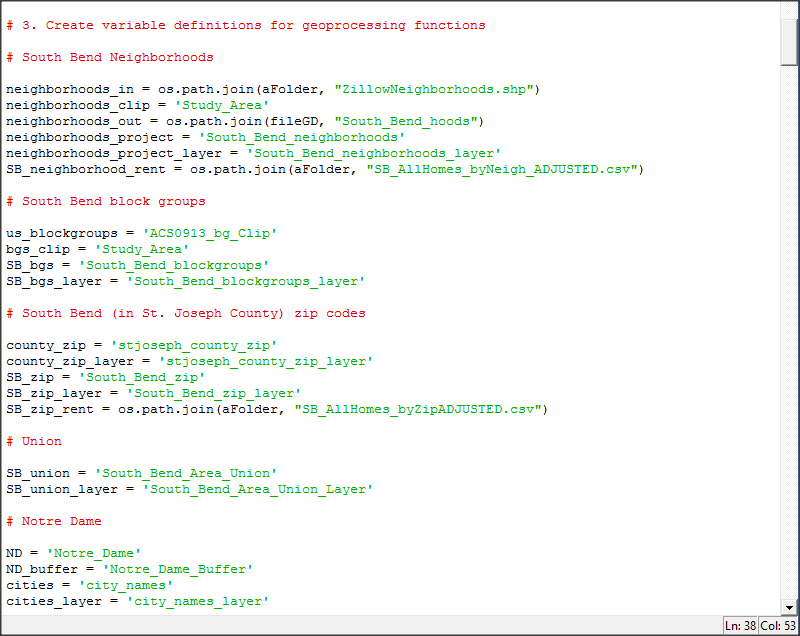 # 3. Create variable definitions for geoprocessing functions
# South Bend Neighborhoods
neighborhoods_in = os.path.join(aFolder, "ZillowNeighborhoods.shp")
neighborhoods_clip = 'Study_Area'
neighborhoods_out = os.path.join(fileGD, "South_Bend_hoods")
neighborhoods_project = 'South_Bend_neighborhoods'
neighborhoods_project_layer = 'South_Bend_neighborhoods_layer'
SB_neighborhood_rent = os.path.join(aFolder, "SB_AllHomes_byNeigh_ADJUSTED.csv")
# South Bend block groups
us_blockgroups = 'ACS0913_bg_Clip'
bgs_clip = 'Study_Area'
SB_bgs = 'South_Bend_blockgroups'
SB_bgs_layer = 'South_Bend_blockgroups_layer'
# South Bend (in St. Joseph County) zip codes
county_zip = 'stjoseph_county_zip'
county_zip_layer = 'stjoseph_county_zip_layer'
SB_zip = 'South_Bend_zip'
SB_zip_layer = 'South_Bend_zip_layer'
SB_zip_rent = os.path.join(aFolder, "SB_AllHomes_byZipADJUSTED.csv")
# Union
SB_union = 'South_Bend_Area_Union'
SB_union_layer = 'South_Bend_Area_Union_Layer'
# Notre Dame
ND = 'Notre_Dame'
ND_buffer = 'Notre_Dame_Buffer'
cities = 'city_names'
cities_layer = 'city_names_layer'
Ln: 38 Col: 53